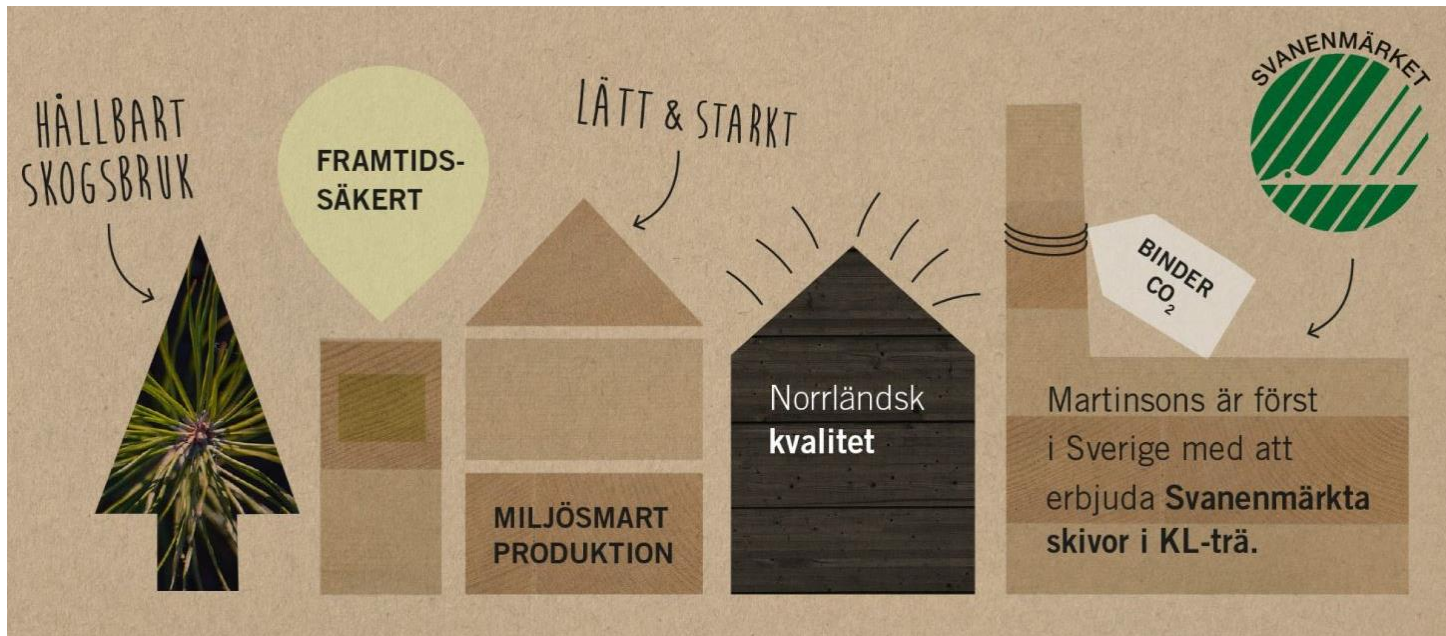 HÅLLBART
SKOGSBRUK
FRAMTIDS-
SÄKERT
LÄTT & STARKT
MILJÖSMART
PRODUKTION
Norrländsk
kvalitet
BINDER
CO₂
SVANENMÄRKET
Martinsons är först
i Sverige med att
erbjuda Svanenmärkta
skivor i KL-trä.